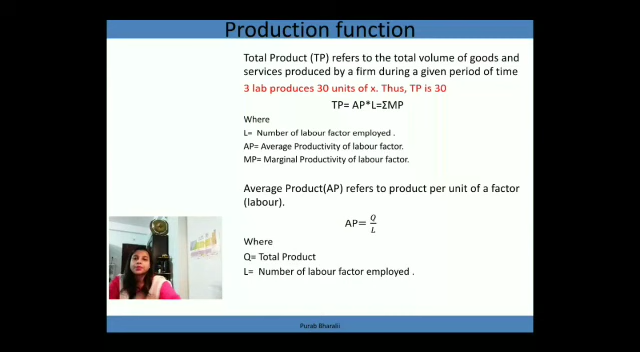 Production function
Total Product (TP) refers to the total volume of goods and
services produced by a firm during a given period of time
3 lab produces 30 units of x. Thus, TP is 30
TP= AP*L=ΣMP
Where
L= Number of labour factor employed .
AP= Average Productivity of labour factor.
MP= Marginal Productivity of labour factor.
Average Product(AP) refers to product per unit of a factor
(labour).
AP= Q/L
Where
Q= Total Product
L= Number of labour factor employed .
Purab Bharali